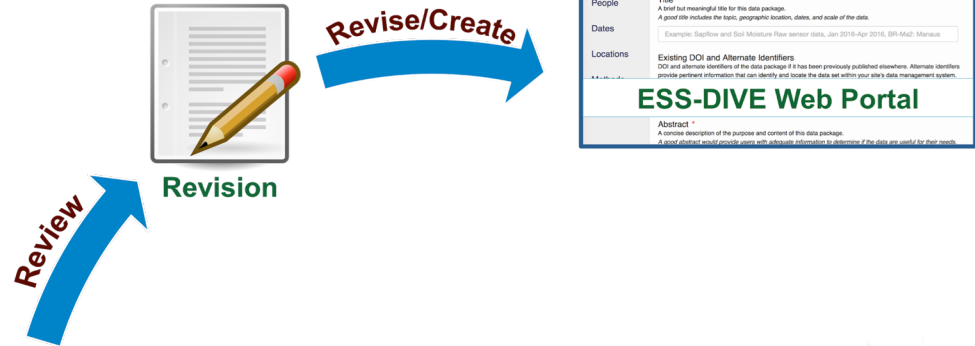 People
Title
A brief but meaningful title for this data package.
A good title includes the topic, geographic location, dates, and scale of the data.
Dates
Example: Sapflow and Soil Moisture Raw sensor data, Jan 2016-Apr 2016, BR-Ma2: Manaus
Locations
Existing DOI and Alternate Identifiers
DOI and alternate identifiers of the data package if it has been previously published elsewhere. Alternate identifiers
provide pertinent information that can identify and locate the data set within your site's data management system.
Methods
ESS-DIVE Web Portal
Abstract *
A concise description of the purpose and content of this data package.
A good abstract would provide users with adequate information to determine if the data are useful for their needs.
Revise/Create
Revision
Review